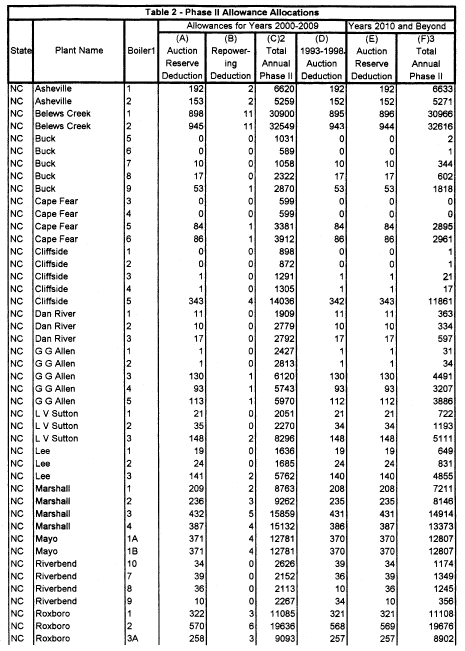 Table 2 - Phase II Allowance Allocations
Allowances for Years 2000-2009 Years 2010 and Beyond
(A) (B) (C)2 (D) (E) (F)3
State Plant Name Boiler1 Auction Repower- Total 1993-1998 Auction Total
Reserve ing Annual Auction Reserve Annual
Deduction Deduction Phase II Deduction Deduction Phase II
NC Asheville 1 192 2 6620 192 192 6633
NC Asheville 2 153 2 5259 152 152 5271
NC Belews Creek 1 898 11 30900 895 896 30966
NC Belews Creek 2 945 11 32549 943 944 32616
NC Buck 5 0 0 1031 0 0 2
NC Buck 6 0 0 589 0 0 1
NC Buck 7 10 0 1058 10 10 344
NC Buck 8 17 0 2322 17 17 602
NC Buck 9 53 1 2870 53 53 1818
NC Cape Fear 3 0 0 599 0 0 0
NC Cape Fear 4 0 0 599 0 0 0
NC Cape Fear 5 84 1 3381 84 84 2895
NC Cape Fear 6 86 1 3912 86 86 2961
NC Cliffside 1 0 0 898 0 0 1
NC Cliffside 2 0 0 872 0 0 1
NC Cliffside 3 1 0 1291 1 1 21
NC Cliffside 4 1 0 1305 1 1 17
NC Cliffside 5 343 4 14036 342 343 11861
NC Dan River 1 11 0 1909 11 11 363
NC Dan River 2 10 0 2779 10 10 334
NC Dan River 3 17 0 2792 17 17 597
NC G G Allen 1 1 0 2427 1 1 31
NC G G Allen 2 1 0 2813 1 1 34
NC G G Allen 3 130 1 6120 130 130 4491
NC G G Allen 4 93 1 5743 93 93 3207
NC G G Allen 5 113 1 5970 112 112 3886
NC L V Sutton 1 21 0 2051 21 21 722
NC L V Sutton 2 35 0 2270 34 34 1193
NC L V Sutton 3 148 2 8296 148 148 5111
NC Lee 1 19 0 1636 19 19 649
NC Lee 2 24 0 1685 24 24 831
NC Lee 3 141 2 5762 140 140 4855
NC Marshall 1 209 2 8763 208 208 7211
NC Marshall 2 236 3 9262 235 235 8146
NC Marshall 3 432 5 15859 431 431 14914
NC Marshall 4 387 4 15132 386 387 13373
NC Mayo 1A 371 4 12781 370 370 12807
NC Mayo 1B 371 4 12781 370 370 12807
NC Riverbend 10 34 0 2626 39 34 1174
NC Riverbend 7 39 0 2152 36 39 1349
NC Riverbend 8 36 0 2113 10 36 1245
NC Riverbend 9 10 0 2267 34 10 356
NC Roxboro 1 322 3 11085 321 321 11108
NC Roxboro 2 570 6 19636 568 569 19676
NC Roxboro 3A 258 3 9093 257 257 8902